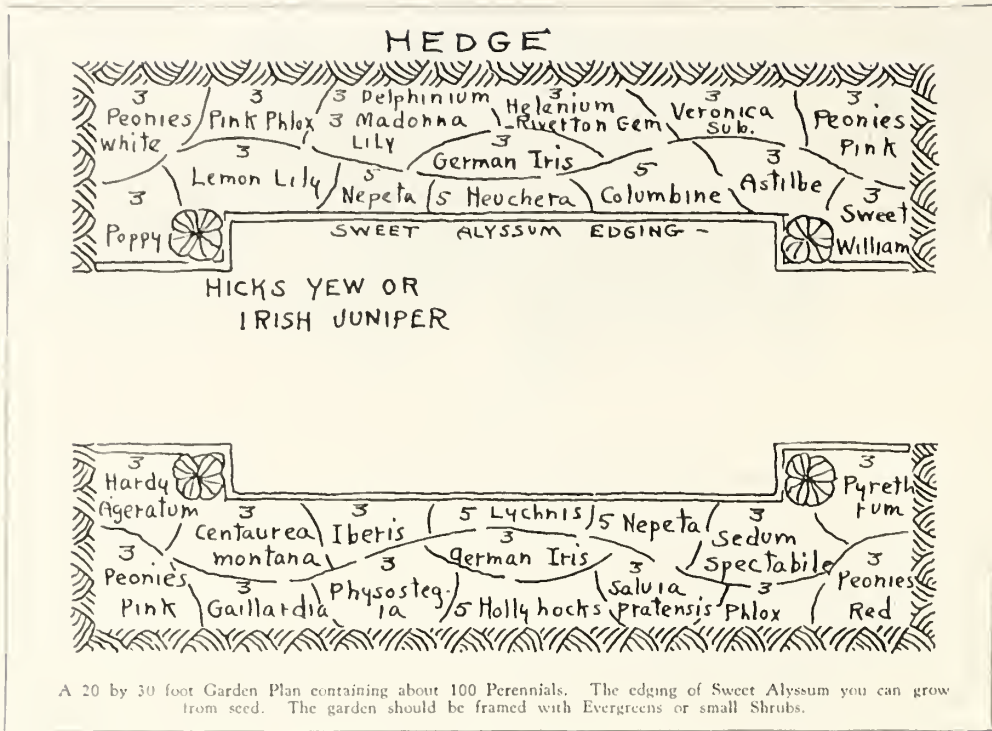 HEDGE
3
Peonies
White
3
Pink Phlox
3 Delphinium
3 Madonna
LILY
3
Helenium
-Riverton Gem
3
Veronica
Sub.
3
Peonies
Pink
3
Lemon Lily
5
Nepeta
3
German Iris
5 Heuchera
5
Columbine
3
Astilbe
3
Poppy
3
Sweet
William
SWEET ALYSSUM EDGING -
HICKS YEW OR
IRISH JUNIPER
3
Hardy
Ageratum
3
Centaurea
montana
3
Iberis
5 Lychnis
5 Nepeta
3
Sedum
Spectabile
3
Pyreth
rum
3
Peonies
Pink
3
Gaillardia
3
Physosteg-
ia
3
german Iris
5 Hollyhocks
3
Salvia
pratensis
3
Phlox
3
Peonies
Red
A 20 by 30 foot Garden Plan containing about 100 Perennials. The edging of Sweet Alyssum you can grow
from seed. The garden should be framed with Evergreens or small Shrubs.